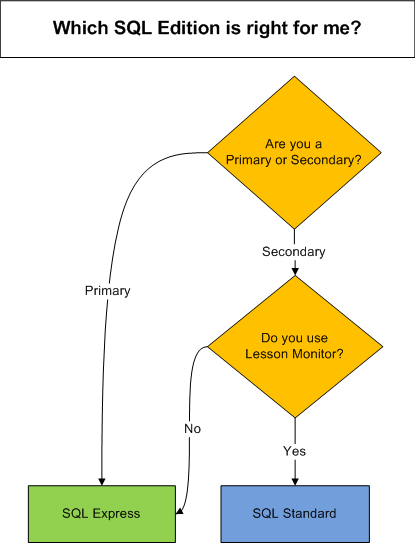 Which SQL Edition is right for me?
Are you a
Primary or Secondary?
Secondary
Primary
Do you use
Lesson Monitor?
No
Yes
SQL Express
SQL Standard